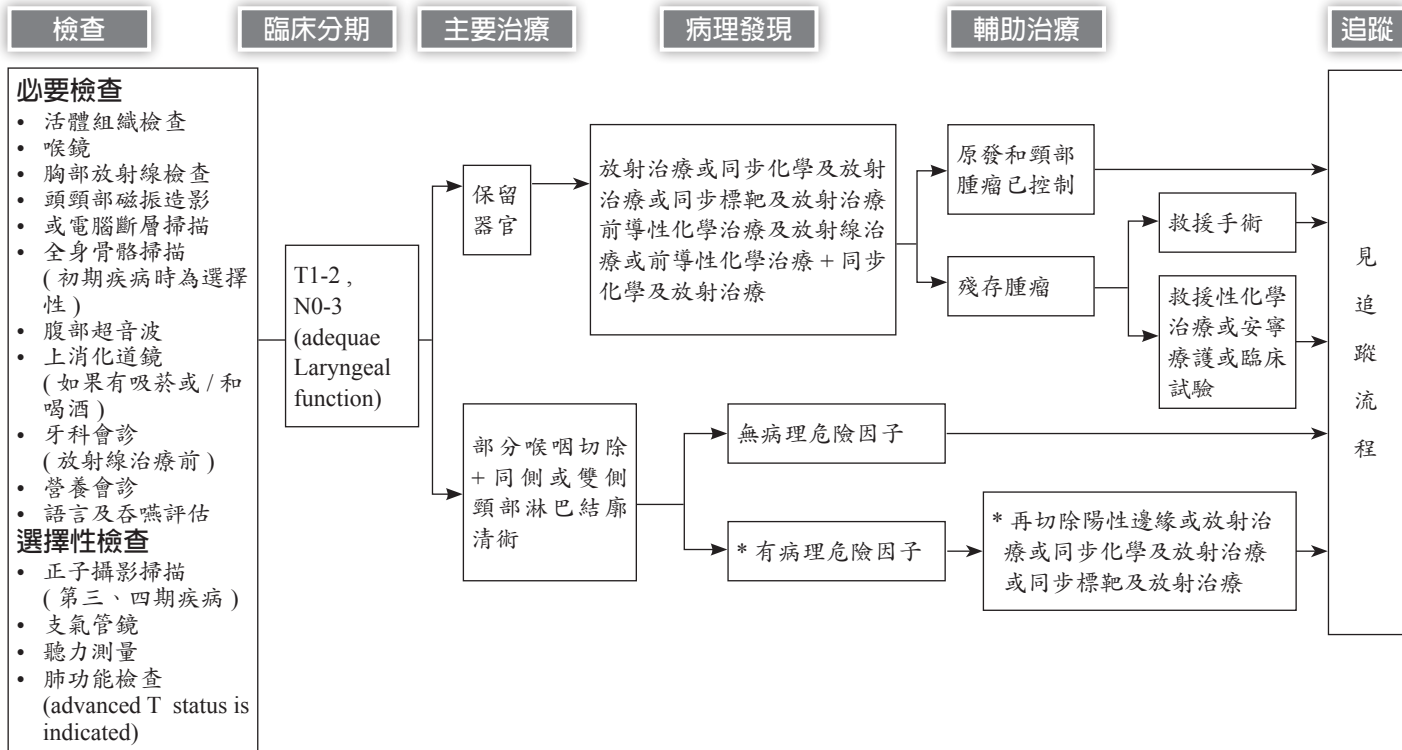 檢查
臨床分期
主要治療
病理發現
輔助治療
追蹤
必要檢查
• 活體組織檢查
• 喉鏡
• 胸部放射線檢查
• 頭頸部磁振造影
• 或電腦斷層掃描
• 全身骨骼掃描
( 初期疾病時為選擇
性 )
• 腹部超音波
• 上消化道鏡
( 如果有吸菸或 / 和
喝酒 )
• 牙科會診
( 放射線治療前 )
• 營養會診
• 語言及吞嚥評估
選擇性檢查
• 正子攝影掃描
( 第三、四期疾病 )
• 支氣管鏡
• 聽力測量
• 肺功能檢查
(advanced T status is
indicated)
T1-2 ,
N0-3
(adequae
Laryngeal
function)
保留
器官
放射治療或同步化學及放射
治療或同步標靶及放射治療
前導性化學治療及放射線治
療或前導性化學治療 + 同步
化學及放射治療
原發和頸部
腫瘤已控制
殘存腫瘤
救援手術
救援性化學
治療或安寧
療護或臨床
試驗
部分喉咽切除
+ 同側或雙側
頸部淋巴結廓
清術
無病理危險因子
* 有病理危險因子
* 再切除陽性邊緣或放射治
療或同步化學及放射治療
或同步標靶及放射治療
見
追
蹤
流
程